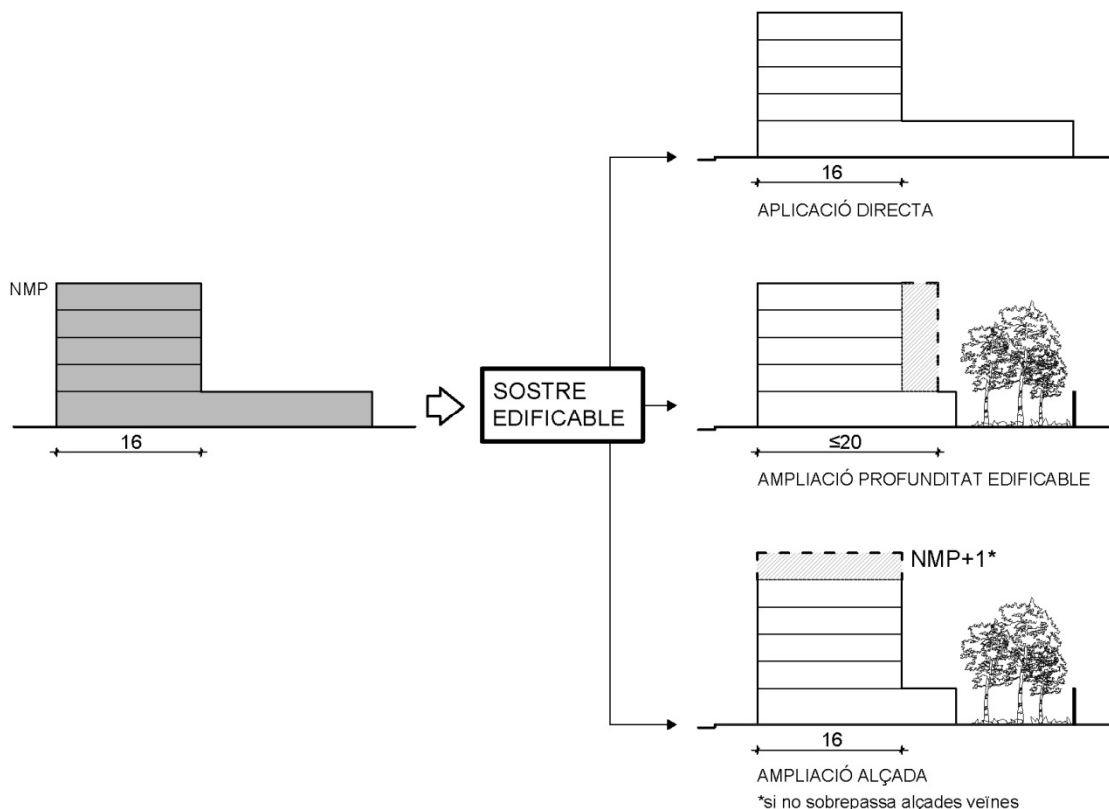 16
APLICACIÓ DIRECTA
NMP
16
SOSTRE
EDIFICABLE
≤20
AMPLIACIÓ PROFUNDITAT EDIFICABLE
NMP+1*
16
AMPLIACIÓ ALÇADA
*si no sobrepassa alçades veïnes